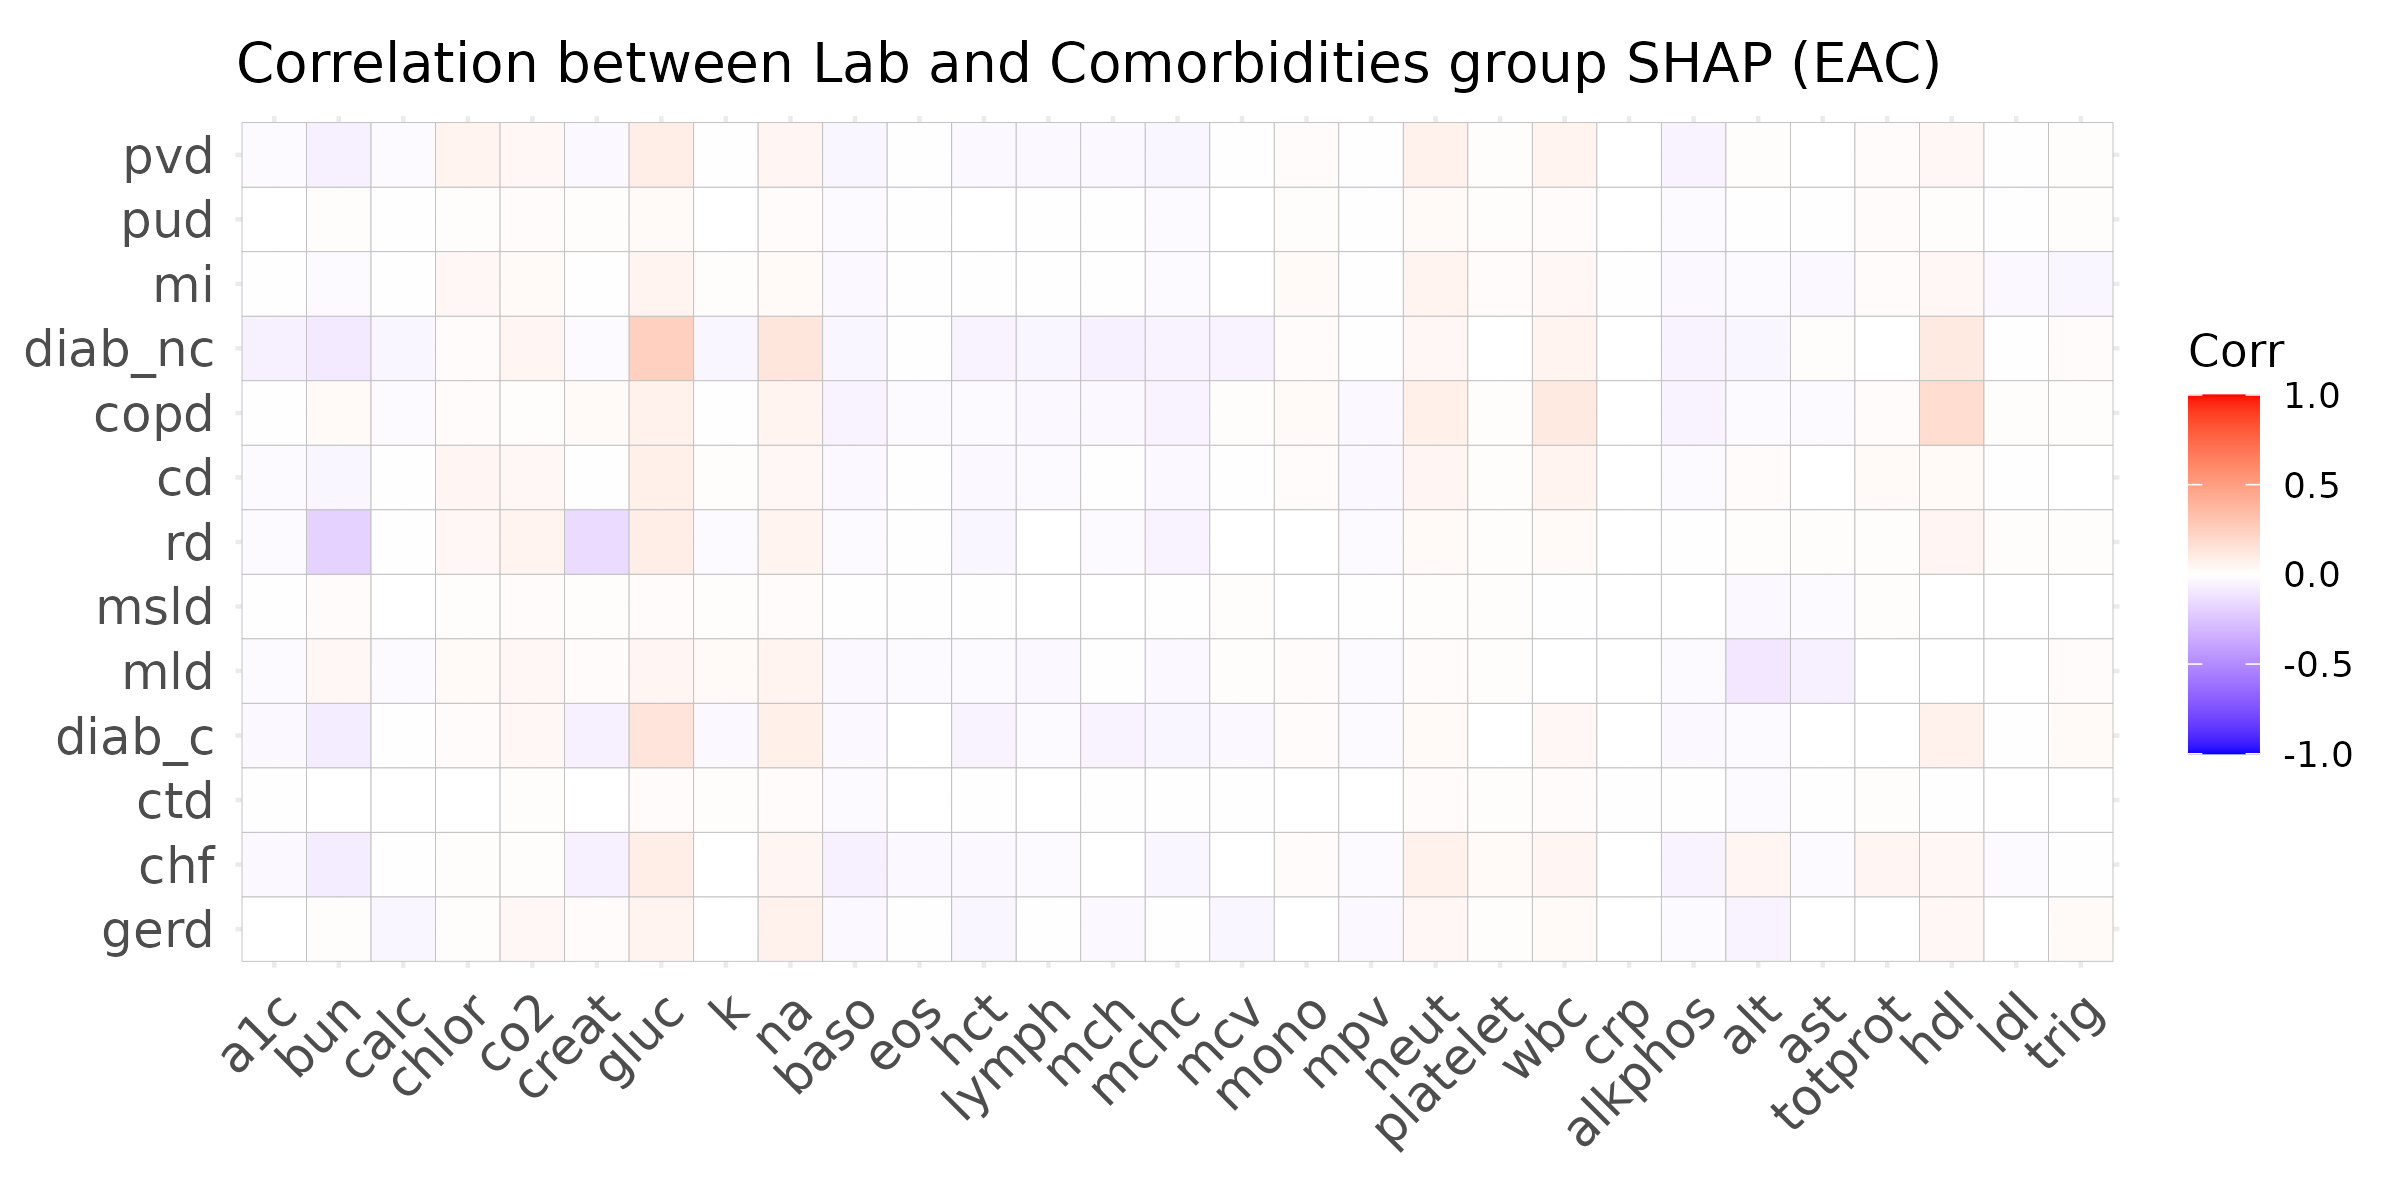 Correlation between Lab and Comorbidities group SHAP (EAC)
pvd
pud
mi
diab_nc
copd
cd
rd
msld
mld
diab_c
ctd
chf
gerd
a1c
bun
calc
chlor
co2
creat
gluc
k
na
baso
eos
hct
lymph
mch
mchc
mcv
mono
mpv
neut
platelet
wbc
crp
alkphos
alt
ast
totprot
hdl
ldl
trig
Corr
1.0
0.5
0.0
-0.5
-1.0